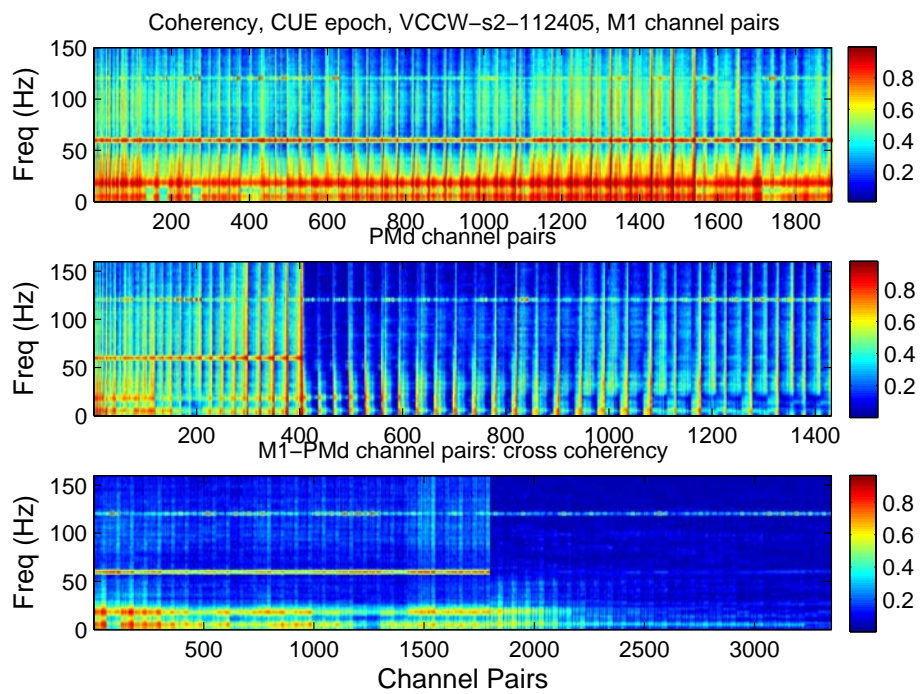 Coherency, CUE epoch, VCCW−s2−112405, M1 channel pairs
Freq (Hz)
150
100
50
0
200 400 600 800 1000 1200 1400 1600 1800
0.8
0.6
0.4
0.2
PMd channel pairs
Freq (Hz)
150
100
50
0
200 400 600 800 1000 1200 1400
0.8
0.6
0.4
0.2
M1−PMd channel pairs: cross coherency
Freq (Hz)
150
100
50
0
500 1000 1500 2000 2500 3000
0.8
0.6
0.4
0.2
Channel Pairs